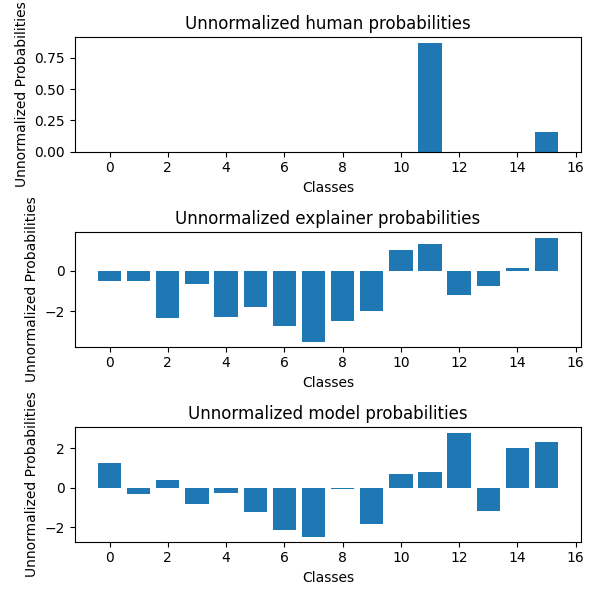 Unnormalized human probabilities
Unnormalized Probabilities
0.75
0.50
0.25
0.00
0 2 4 6 8 10 12 14 16
Classes
Unnormalized explainer probabilities
Unnormalized Probabilities
0
−2
0 2 4 6 8 10 12 14 16
Classes
Unnormalized model probabilities
Unnormalized Probabilities
2
0
−2
0 2 4 6 8 10 12 14 16
Classes